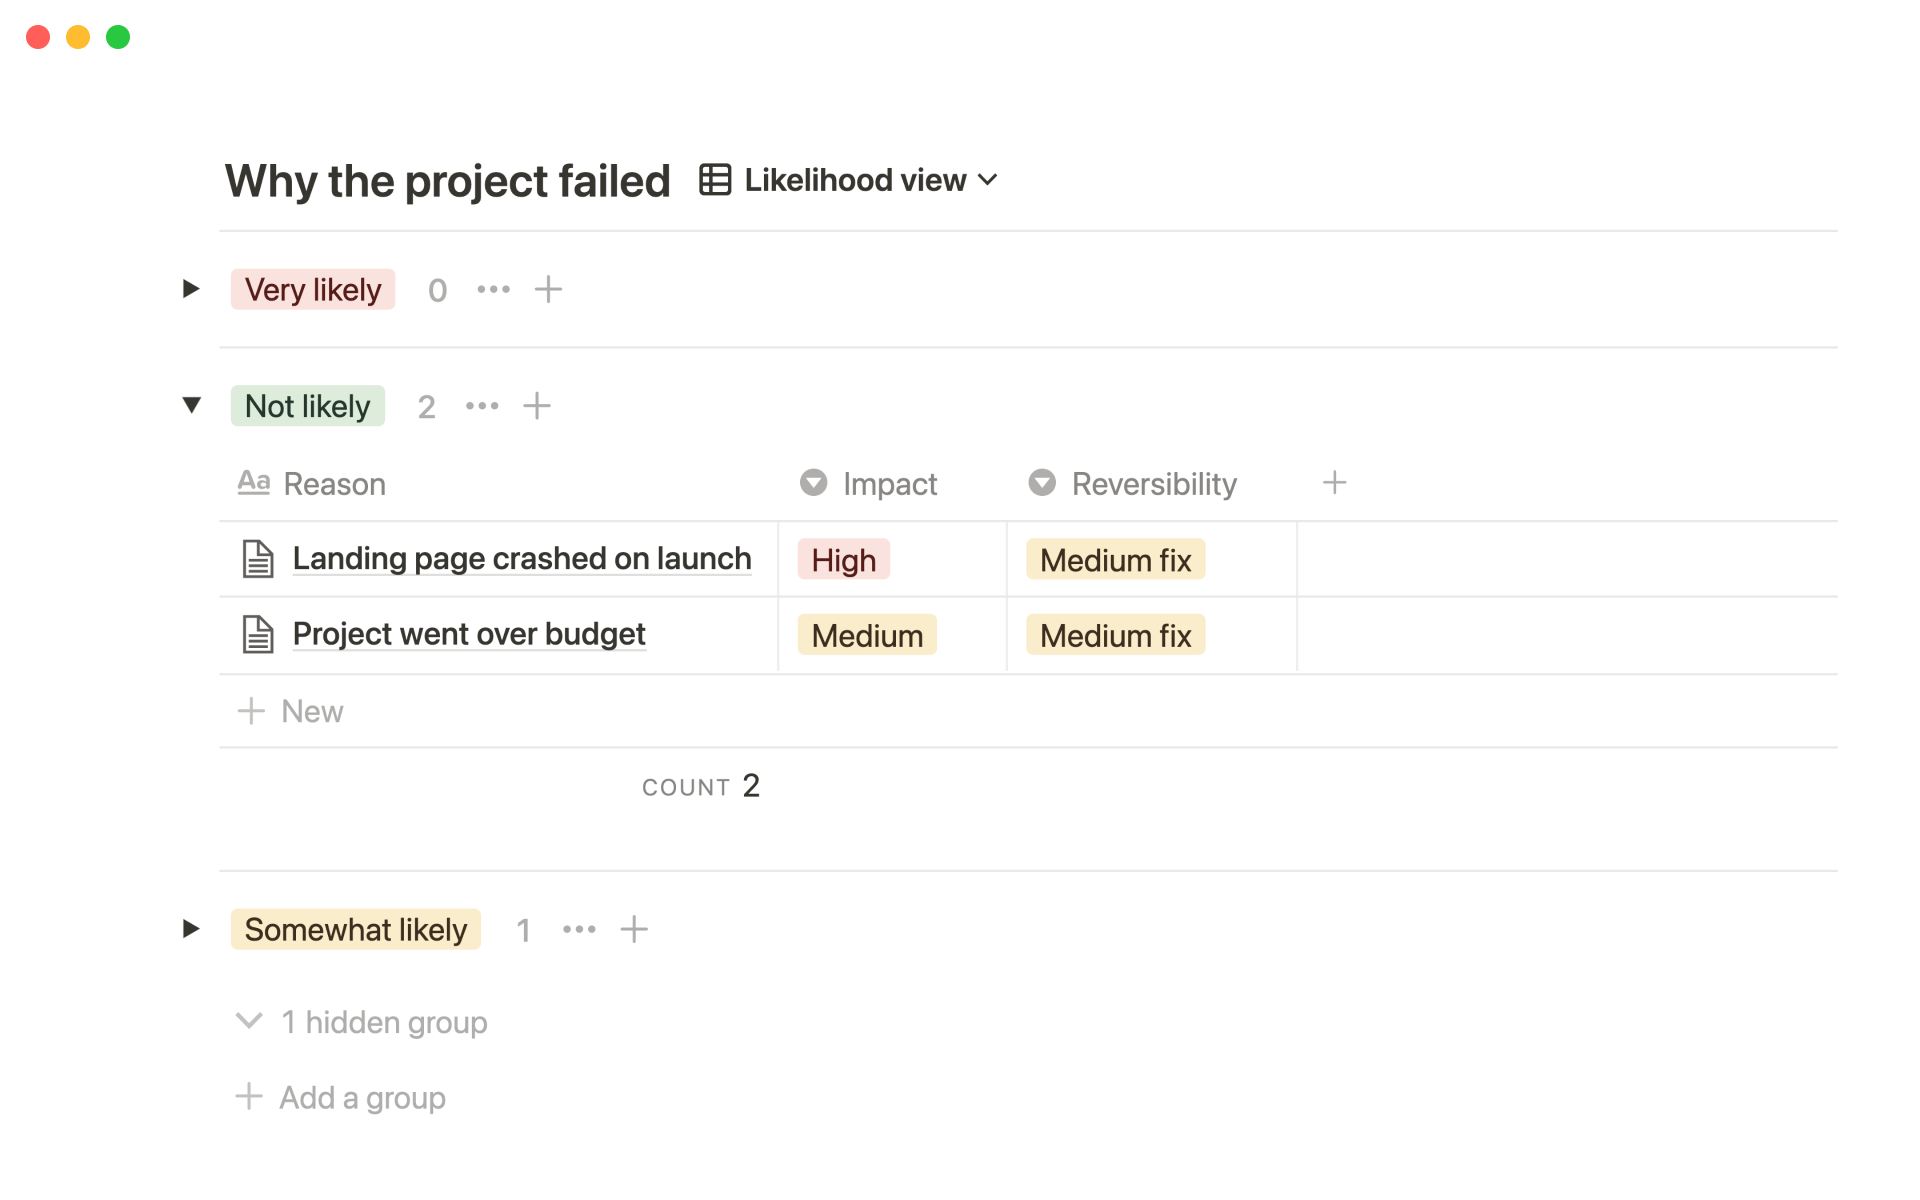 Why the project failed Likelihood view
Very likely 0
Not likely 2
Aa Reason Impact Reversibility
Landing page crashed on launch High Medium fix
Project went over budget Medium Medium fix
New
COUNT 2
Somewhat likely 1
1 hidden group
Add a group